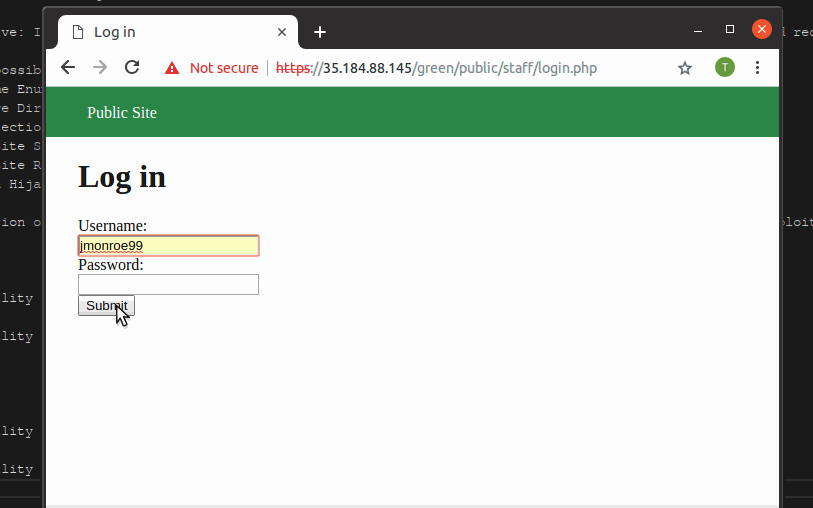 Log in
ve: I
d rec
Not secure https://35.184.88.145/green/public/staff/login.php
T
ossib
Public Site
e Enu
e Dir
ectio
ite S
ite R
Hija
Log in
ion o
ploit
Username:
jmonroe99
Password:
Submit
lity
lity
lity
lity